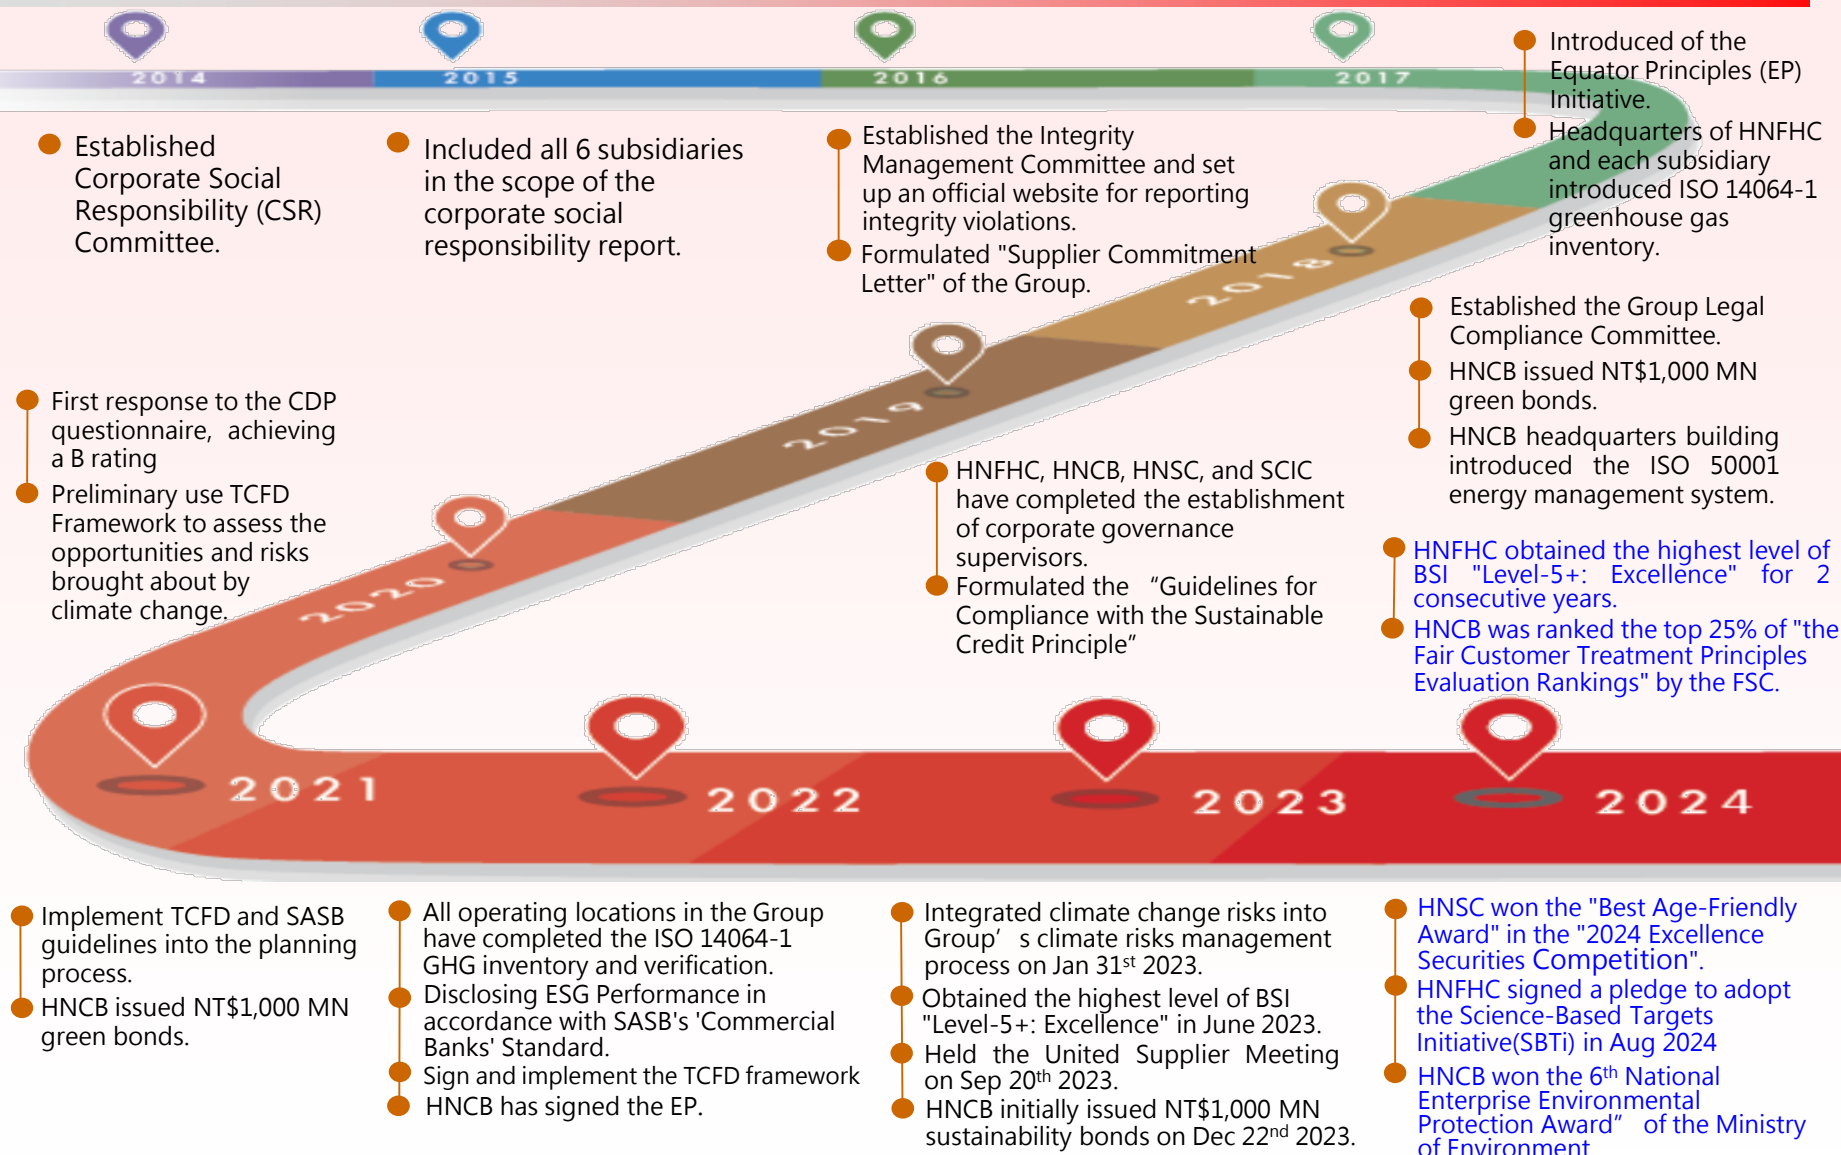 2014
2015
2016
2017
Established
Corporate Social
Responsibility (CSR)
Committee.
Included all 6 subsidiaries
in the scope of the
corporate social
responsibility report.
Established the Integrity
Management Committee and set
up an official website for reporting
integrity violations.
Formulated "Supplier Commitment
Letter" of the Group.
Introduced of the
Equator Principles (EP)
Initiative.
Headquarters of HNFHC
and each subsidiary
introduced ISO 14064-1
greenhouse gas
inventory.
2018
Established the Group Legal
Compliance Committee.
HNCB issued NT$1,000 MN
green bonds.
HNCB headquarters building
introduced the ISO 50001
energy management system.
2019
HNFHC, HNCB, HNSC, and SCIC
have completed the establishment
of corporate governance
supervisors.
Formulated the “Guidelines for
Compliance with the Sustainable
Credit Principle”
First response to the CDP
questionnaire, achieving
a B rating
Preliminary use TCFD
Framework to assess the
opportunities and risks
brought about by
climate change.
2020
HNFHC obtained the highest level of
BSI "Level-5+: Excellence" for 2
consecutive years.
HNCB was ranked the top 25% of "the
Fair Customer Treatment Principles
Evaluation Rankings" by the FSC.
2021
2022
2023
2024
Implement TCFD and SASB
guidelines into the planning
process.
HNCB issued NT$1,000 MN
green bonds.
All operating locations in the Group
have completed the ISO 14064-1
GHG inventory and verification.
Disclosing ESG Performance in
accordance with SASB's 'Commercial
Banks' Standard.
Sign and implement the TCFD framework
HNCB has signed the EP.
Integrated climate change risks into
Group’s climate risks management
process on Jan 31st 2023.
Obtained the highest level of BSI
"Level-5+: Excellence" in June 2023.
Held the United Supplier Meeting
on Sep 20th 2023.
HNCB initially issued NT$1,000 MN
sustainability bonds on Dec 22nd 2023.
HNSC won the "Best Age-Friendly
Award" in the "2024 Excellence
Securities Competition".
HNFHC signed a pledge to adopt
the Science-Based Targets
Initiative(SBTi) in Aug 2024
HNCB won the 6th National
Enterprise Environmental
Protection Award” of the Ministry
of Environment